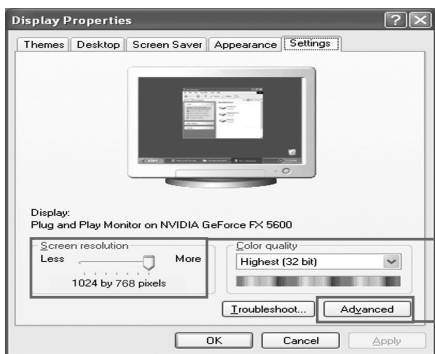 Display Properties
Themes Desktop Screen Saver Appearance Settings
Display:
Plug and Play Monitor on NVIDIA GeForce FX 5600
Screen resolution
Less More
1024 by 768 pixels
Color quality
Highest (32 bit)
Troubleshoot... Advanced
OK Cancel Apply